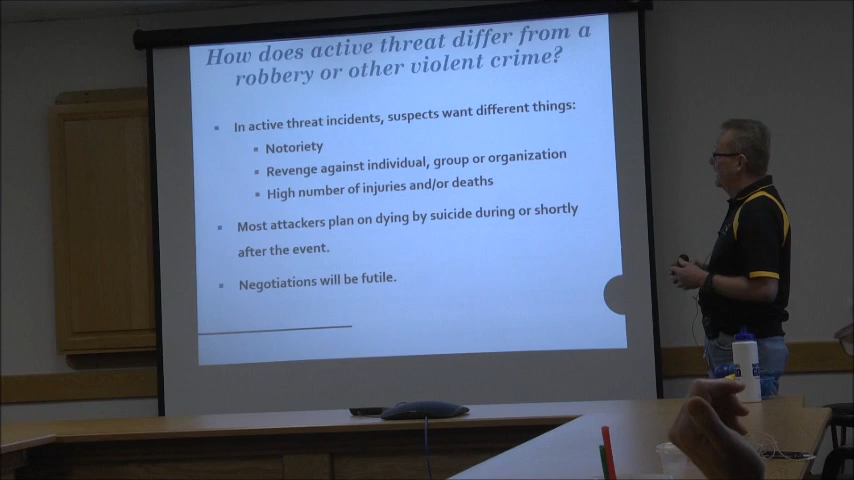 How does active threat differ from a
robbery or other violent crime?
▪ In active threat incidents, suspects want different things:
▪ Notoriety
▪ Revenge against individual, group or organization
▪ High number of injuries and/or deaths
▪ Most attackers plan on dying by suicide during or shortly
after the event.
▪ Negotiations will be futile.